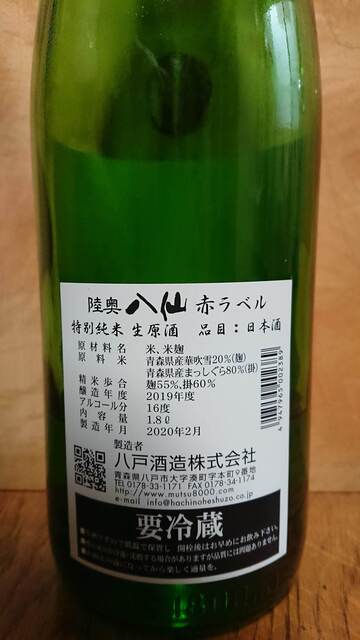 陸奥八仙 赤ラベル
特別純米 生原酒 品目:日本酒
原材料名 米、米麹
原料米 青森県産華吹雪20%(麹)
青森県産まっしぐら80%(掛)
精米歩合 麹55%、掛60%
醸造年度 2019年度
アルコール分 16度
内容量 1.8ℓ
製造年月 2020年2月
製造者
八戸酒造株式会社
青森県八戸市大字湊町字本町9番地
TEL 0178-33-1171 FAX 0178-34-1174
http://www.mutsu8000.com
e-mail info@hachinoheshuzo.co.jp
要冷蔵